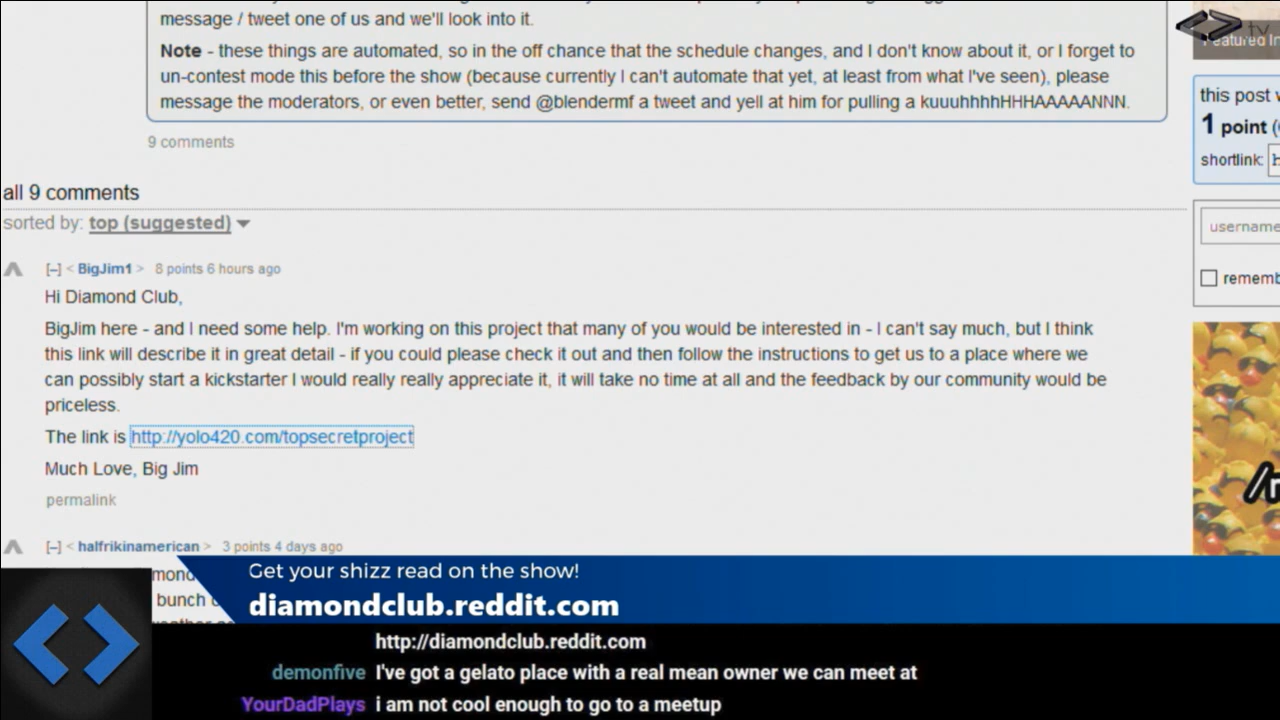 message / tweet one of us and we'll look into it.
tv
Featured In
Note - these things are automated, so in the off chance that the schedule changes, and I don't know about it, or I forget to
un-contest mode this before the show (because currently I can't automate that yet, at least from what I've seen), please
message the moderators, or even better, send @blendermf a tweet and yell at him for pulling a kuuuhhhhHHHAAAAANNN.
this post
1 point (
shortlink: h
9 comments
all 9 comments
sorted by: top (suggested)
username
rememb
[–] < BigJim1 > 8 points 6 hours ago
Hi Diamond Club,
BigJim here - and I need some help. I'm working on this project that many of you would be interested in - I can't say much, but I think
this link will describe it in great detail - if you could please check it out and then follow the instructions to get us to a place where we
can possibly start a kickstarter I would really really appreciate it, it will take no time at all and the feedback by our community would be
priceless.
The link is http://yolo420.com/topsecretproject
Much Love, Big Jim
permalink
[–] < halfrikinamerican > 3 points 4 days ago
mond
bunch
Get your shizz read on the show!
diamondclub.reddit.com
http://diamondclub.reddit.com
demonfive I've got a gelato place with a real mean owner we can meet at
YourDadPlays i am not cool enough to go to a meetup